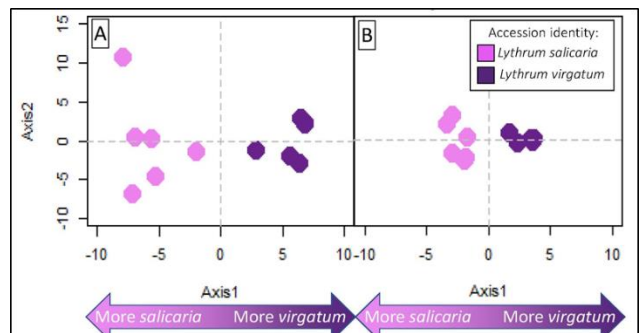 A
B
Accession identity:
Lythrum salicaria
Lythrum virgatum
Axis2
15
10
5
0
-5
-10
-10 -5 0 5 10
-10 -5 0 5 10
Axis1
Axis1
More salicaria More virgatum
More salicaria More virgatum